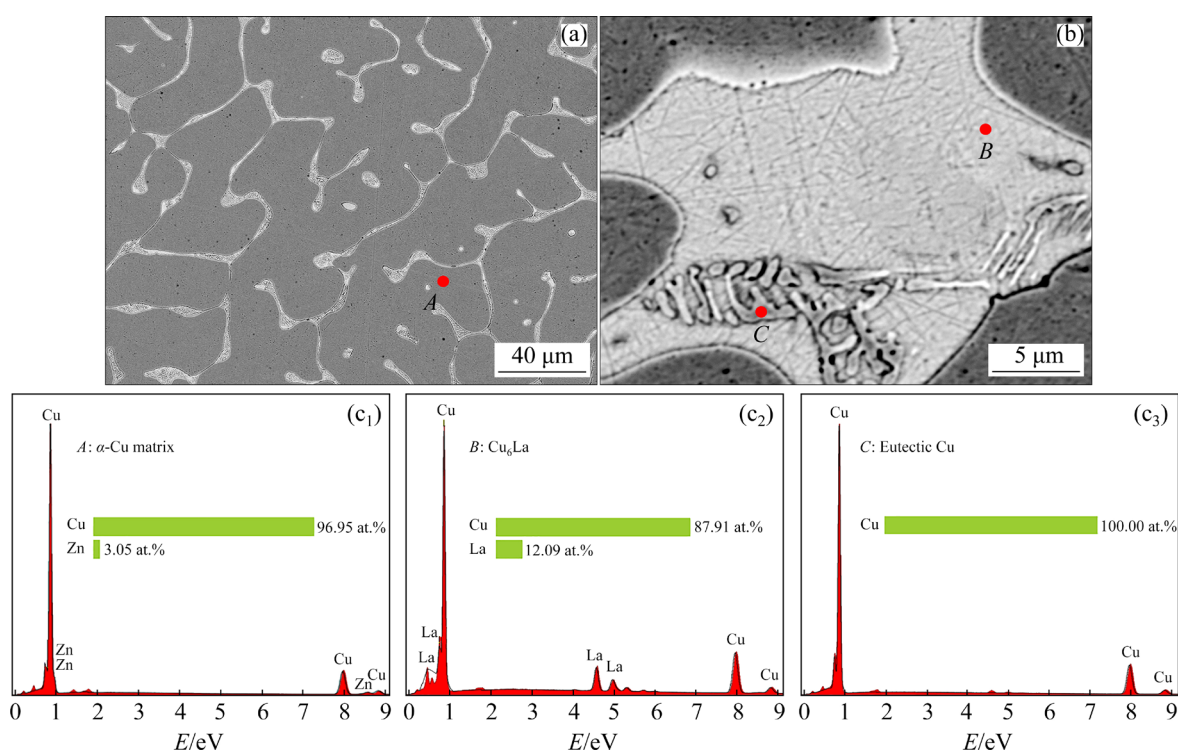 (a)
A
40 μm
(b)
B
C
5 μm
(c₁)
Cu
A: α-Cu matrix
Cu 96.95 at.%
Zn 3.05 at.%
Zn
Zn
Cu
Cu
Zn
0 1 2 3 4 5 6 7 8 9
E/eV
(c₂)
Cu
B: Cu₆La
Cu 87.91 at.%
La 12.09 at.%
La
La
La
La
Cu
Cu
0 1 2 3 4 5 6 7 8 9
E/eV
(c₃)
Cu
C: Eutectic Cu
Cu 100.00 at.%
Cu
Cu
0 1 2 3 4 5 6 7 8 9
E/eV